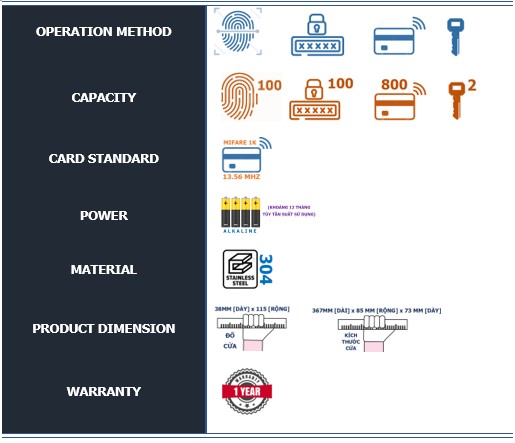 OPERATION METHOD
XXXXX
CAPACITY
100
100
800
2
XXXXX
CARD STANDARD
MIFARE 1K
13.56 MHZ
POWER
(KHOẢNG 12 THÁNG
TÙY TẦN SUẤT SỬ DỤNG)
ALKALINE
MATERIAL
STAINLESS
STEEL
304
PRODUCT DIMENSION
38MM [DÀY] x 115 [RỘNG]
ĐỐ
CỬA
367MM [DÀI] x 85 MM [RỘNG] x 73 MM [DÀY]
KÍCH
THƯỚC
CỬA
WARRANTY
WARRANTY
1 YEAR